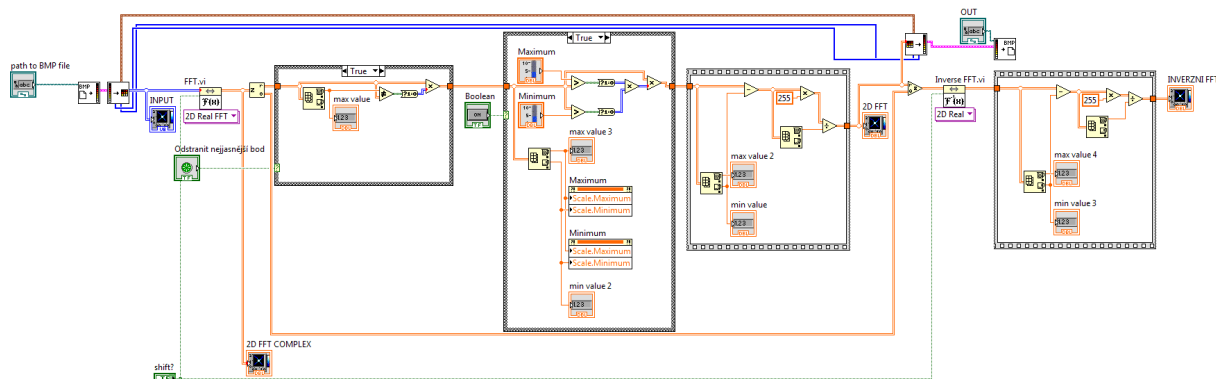 path to BMP file
BMP
INPUT
FFT.vi
2D Real FFT
Odstranit nejjasnější bod
shift?
2D FFT COMPLEX
True
max value
Boolean
True
Maximum
Minimum
max value 3
Maximum
Scale.Maximum
Scale.Minimum
Minimum
Scale.Maximum
Scale.Minimum
min value 2
255
max value 2
min value
2D FFT
OUT
BMP
Inverse FFT.vi
2D Real
255
max value 4
min value 3
INVERZNI FFT